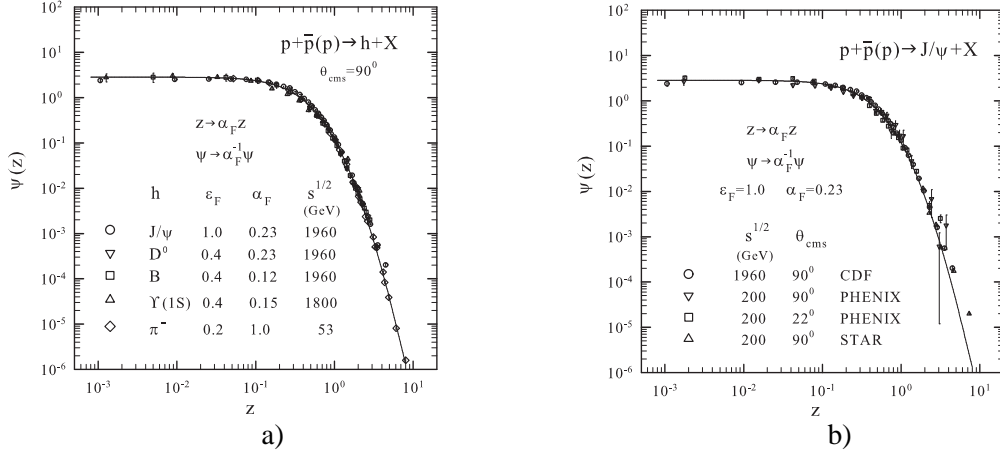 p+p̅(p)→h+X
θcms=90⁰
z→αF z
ψ→αF⁻¹ψ
h εF αF s^1/2
(GeV)
J/ψ 1.0 0.23 1960
D⁰ 0.4 0.23 1960
B 0.4 0.12 1960
ϒ(1S) 0.4 0.15 1800
π⁻ 0.2 1.0 53
ψ(z)
10² 10¹ 10⁰ 10⁻¹ 10⁻² 10⁻³ 10⁻⁴ 10⁻⁵ 10⁻⁶
10⁻³ 10⁻² 10⁻¹ 10⁰ 10¹
z
a)
p+p̅(p)→J/ψ+X
z→αF z
ψ→αF⁻¹ψ
εF=1.0 αF=0.23
s^1/2 θcms
(GeV)
1960 90⁰ CDF
200 90⁰ PHENIX
200 22⁰ PHENIX
200 90⁰ STAR
ψ(z)
10² 10¹ 10⁰ 10⁻¹ 10⁻² 10⁻³ 10⁻⁴ 10⁻⁵ 10⁻⁶
10⁻³ 10⁻² 10⁻¹ 10⁰ 10¹
z
b)